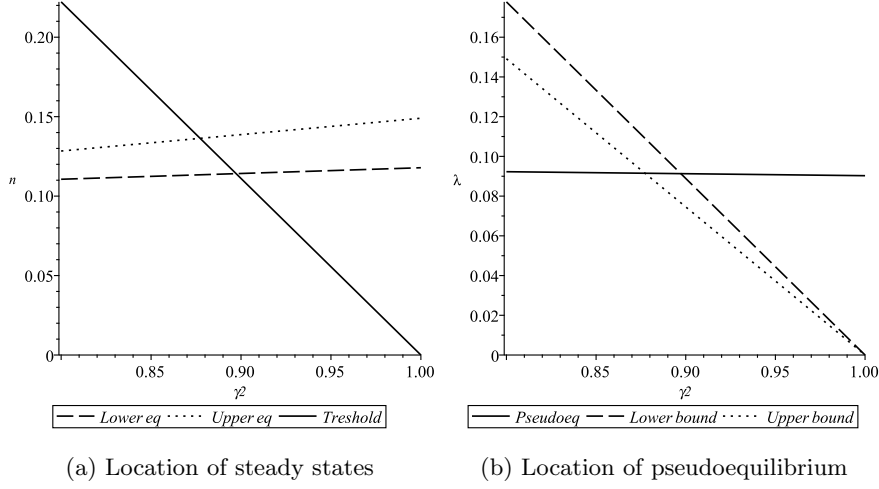 0.20
0.15
n
0.10
0.05
0
0.85
0.90
0.95
1.00
γ2
Lower eq
Upper eq
Treshold
(a) Location of steady states
0.16
0.14
0.12
0.10
λ
0.08
0.06
0.04
0.02
0
0.85
0.90
0.95
1.00
γ2
Pseudoeq
Lower bound
Upper bound
(b) Location of pseudoequilibrium